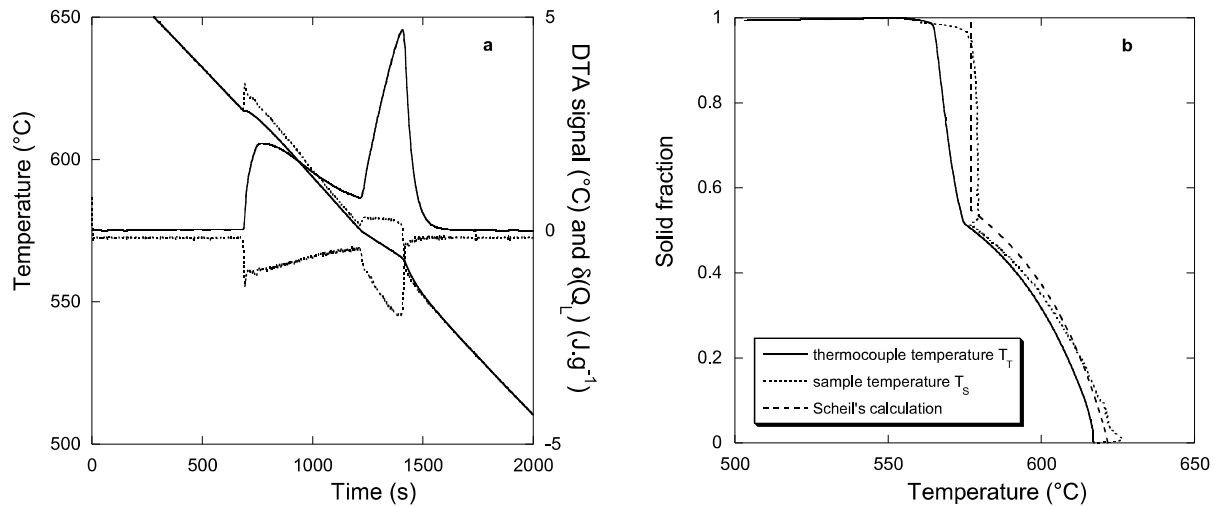 a
650
600
550
500
Temperature (°C)
0
500
1000
1500
2000
Time (s)
5
0
-5
DTA signal (°C) and δ(Q_L) (J.g⁻¹)
b
1
0.8
0.6
0.4
0.2
0
Solid fraction
thermocouple temperature T_T
sample temperature T_S
Scheil's calculation
500
550
600
650
Temperature (°C)